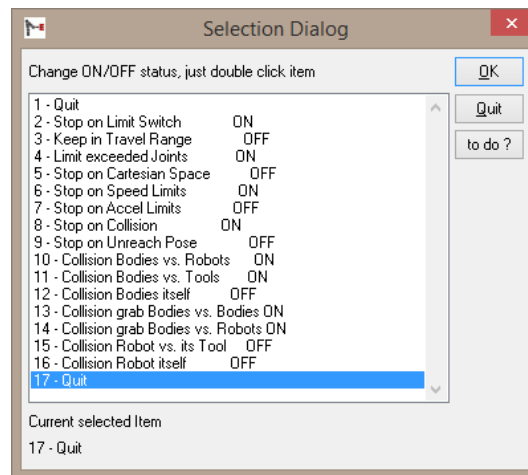 Selection Dialog
Change ON/OFF status, just double click item
1 - Quit
2 - Stop on Limit Switch ON
3 - Keep in Travel Range OFF
4 - Limit exceeded Joints ON
5 - Stop on Cartesian Space OFF
6 - Stop on Speed Limits ON
7 - Stop on Accel Limits OFF
8 - Stop on Collision ON
9 - Stop on Unreach Pose OFF
10 - Collision Bodies vs. Robots ON
11 - Collision Bodies vs. Tools ON
12 - Collision Bodies itself OFF
13 - Collision grab Bodies vs. Bodies ON
14 - Collision grab Bodies vs. Robots ON
15 - Collision Robot vs. its Tool OFF
16 - Collision Robot itself OFF
17 - Quit
Current selected Item
17 - Quit
OK
Quit
to do ?